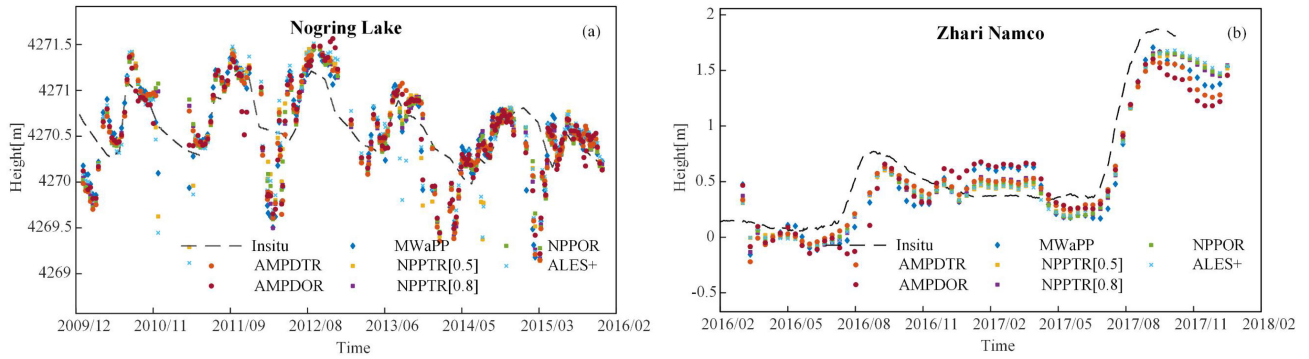 Nogring Lake
(a)
Height[m]
4271.5
4271
4270.5
4270
4269.5
4269
Insitu
MWaPP
NPPOR
AMPDTR
NPPTR[0.5]
ALES+
AMPDOR
NPPTR[0.8]
2009/12 2010/11 2011/09 2012/08 2013/06 2014/05 2015/03 2016/02
Time
Zhari Namco
(b)
Height[m]
2
1.5
1
0.5
0
-0.5
Insitu
MWaPP
NPPOR
AMPDTR
NPPTR[0.5]
ALES+
AMPDOR
NPPTR[0.8]
2016/02 2016/05 2016/08 2016/11 2017/02 2017/05 2017/08 2017/11 2018/02
Time